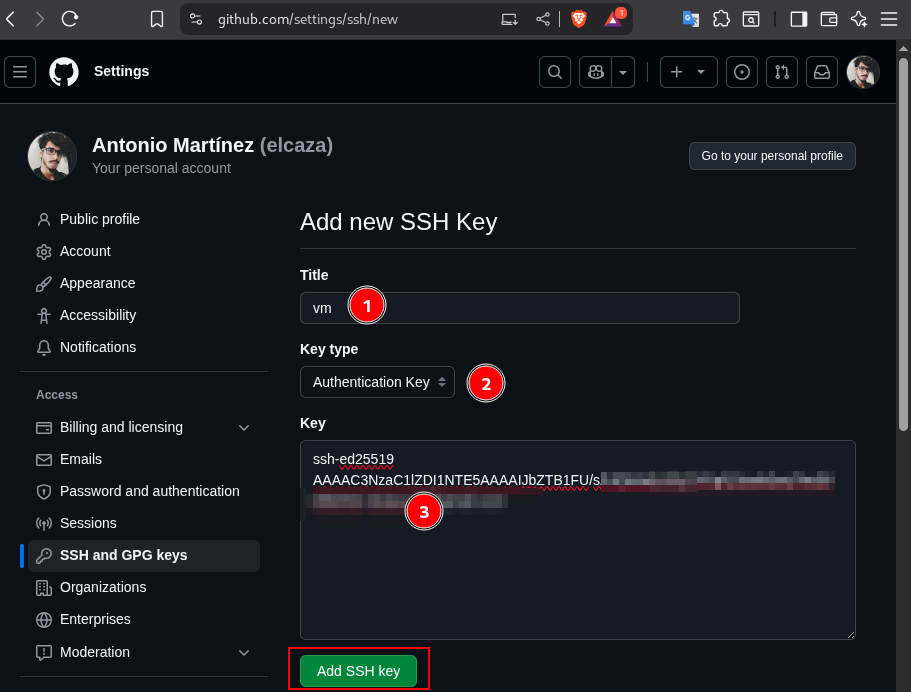 github.com/settings/ssh/new
1
Settings
Antonio Martínez (elcaza)
Your personal account
Go to your personal profile
Public profile
Account
Appearance
Accessibility
Notifications
Access
Billing and licensing
Emails
Password and authentication
Sessions
SSH and GPG keys
Organizations
Enterprises
Moderation
Add new SSH Key
Title
vm
1
Key type
Authentication Key
2
Key
ssh-ed25519
AAAAC3NzaC1lZDI1NTE5AAAAIJbZTB1FU/s
3
Add SSH key